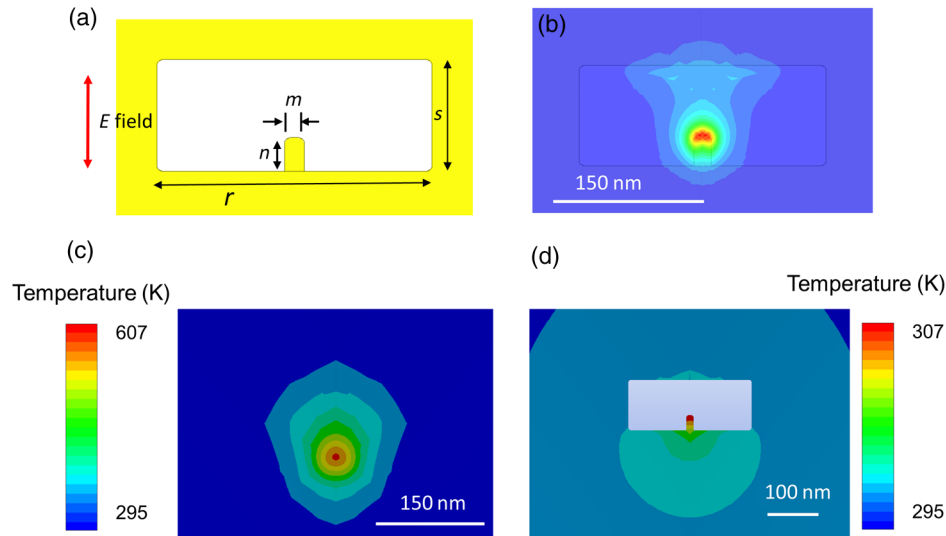 (a)
E field
m
n
s
r
(b)
150 nm
(c)
Temperature (K)
607
295
150 nm
(d)
Temperature (K)
307
295
100 nm